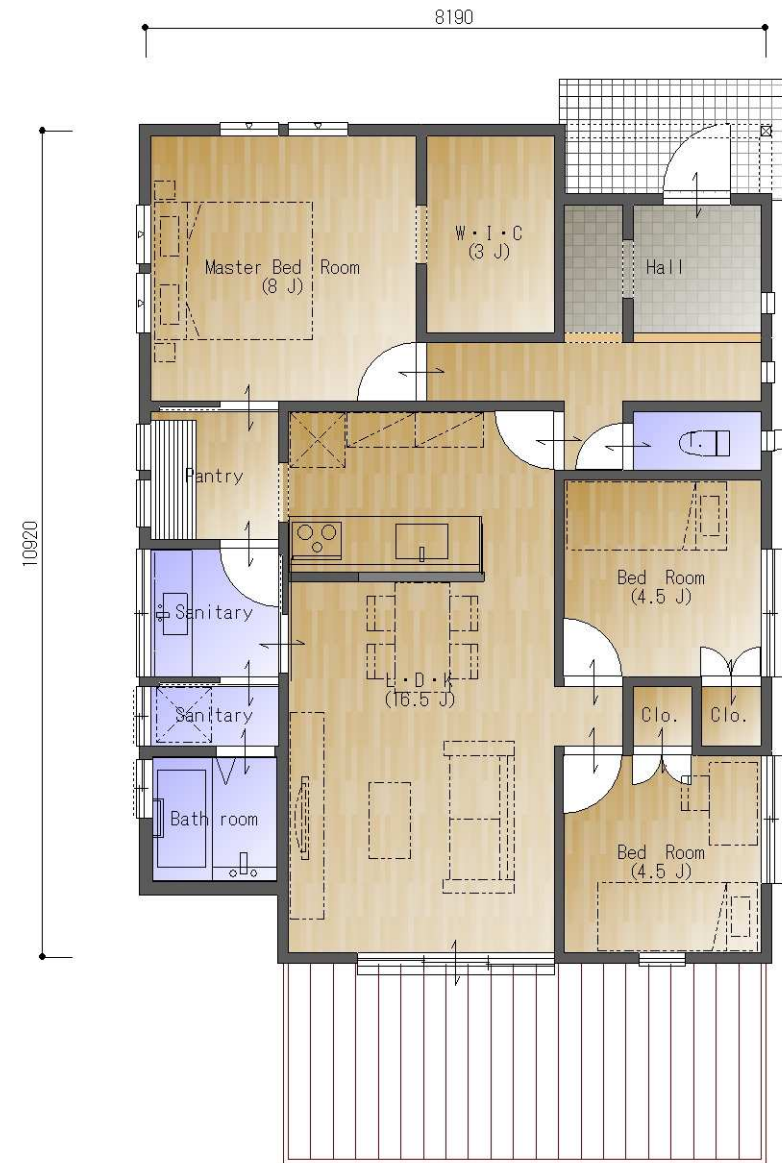 8190
10920
W・I・C
(3 J)
Master Bed Room
(8 J)
Hall
Pantry
Bed Room
(4.5 J)
Sanitary
L・D・K
(16.5 J)
Sanitary
Clo.
Clo.
Bath room
Bed Room
(4.5 J)